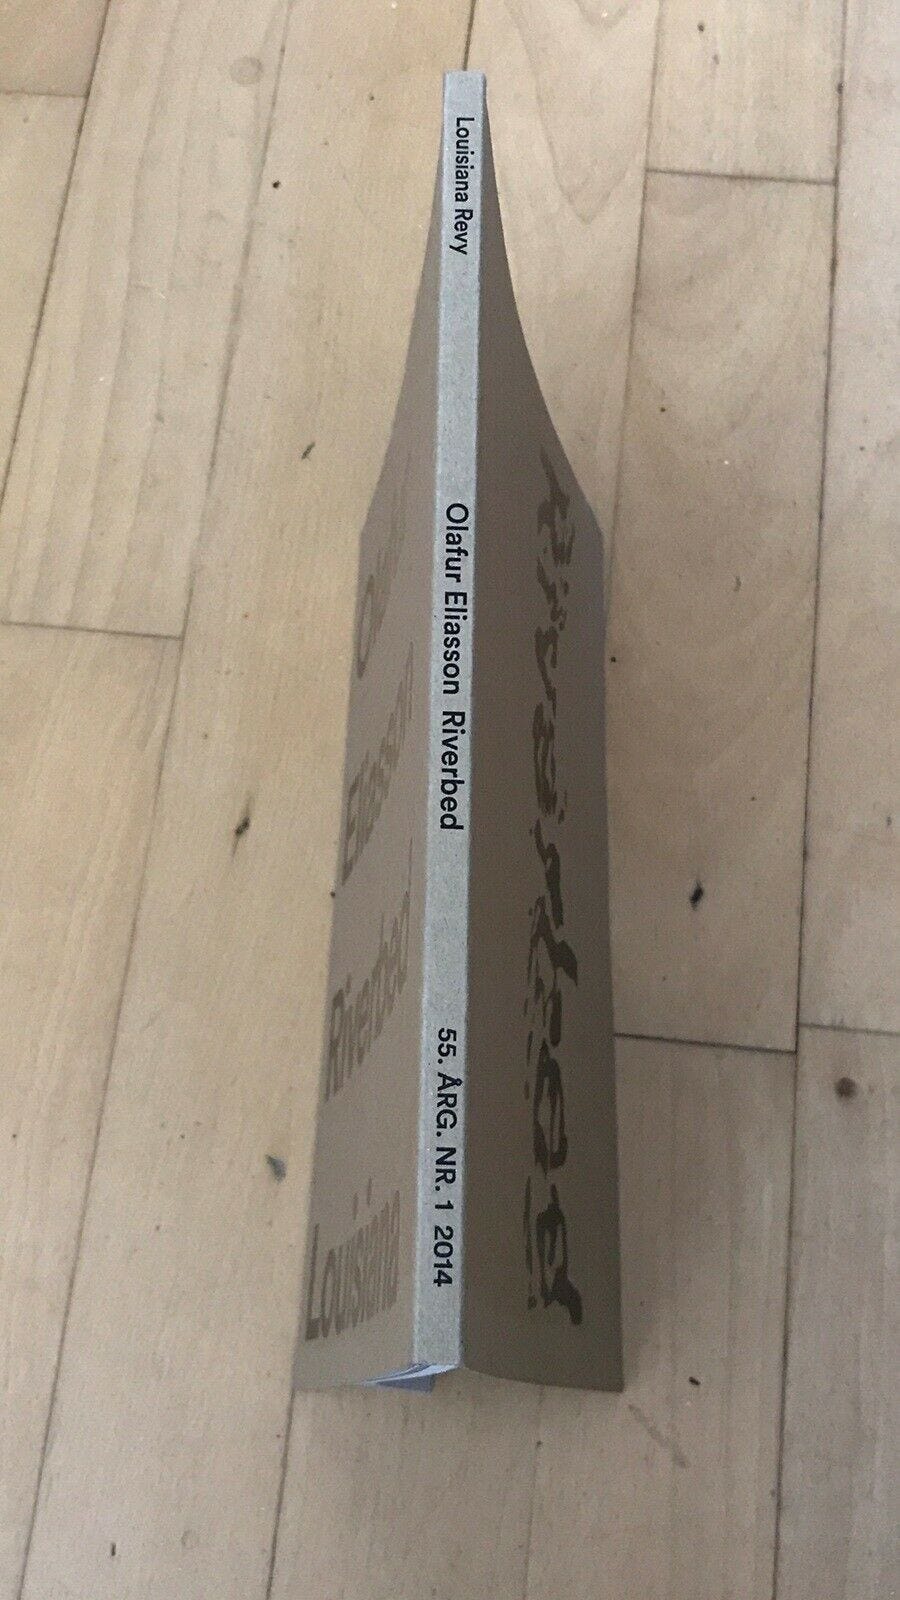 Louisiana Revy
Olafur Eliasson Riverbed
55. ÅRG. NR. 1 2014
Eliasson
Riverbed
Louisiana
Riverbed